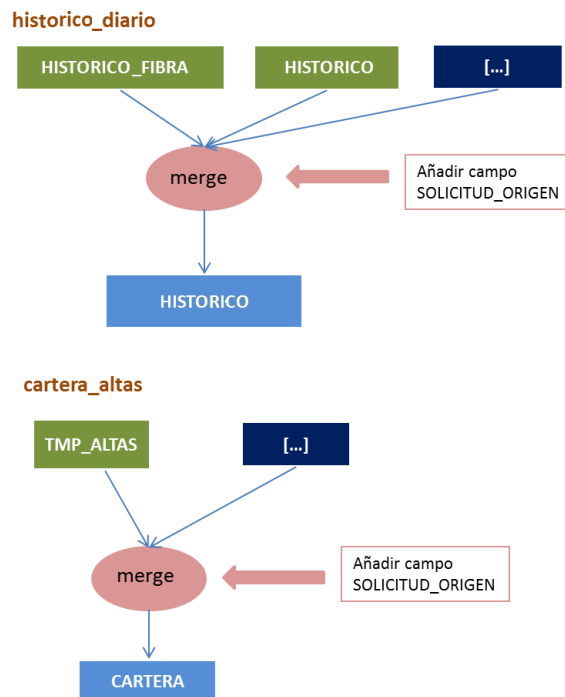 historico_diario
HISTORICO_FIBRA
HISTORICO
[...]
merge
Añadir campo
SOLICITUD_ORIGEN
HISTORICO
cartera_altas
TMP_ALTAS
[...]
merge
Añadir campo
SOLICITUD_ORIGEN
CARTERA